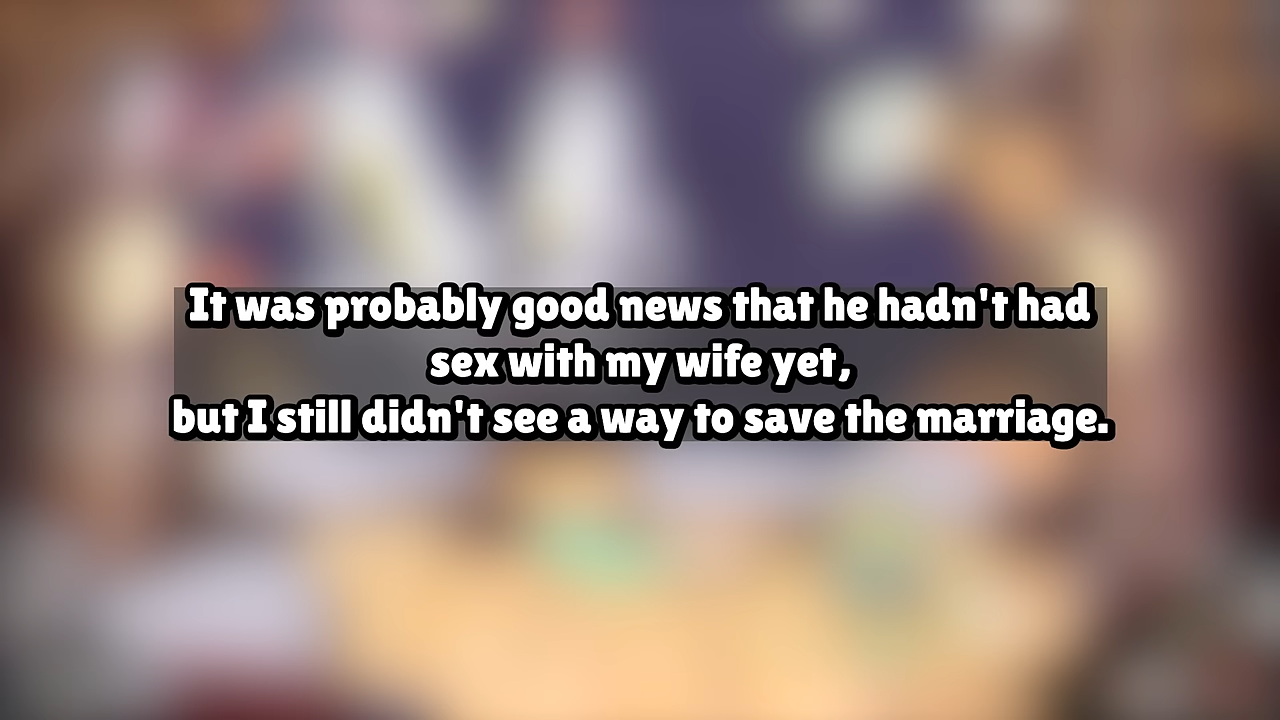 It was probably good news that he hadn't had
sex with my wife yet,
but I still didn't see a way to save the marriage.